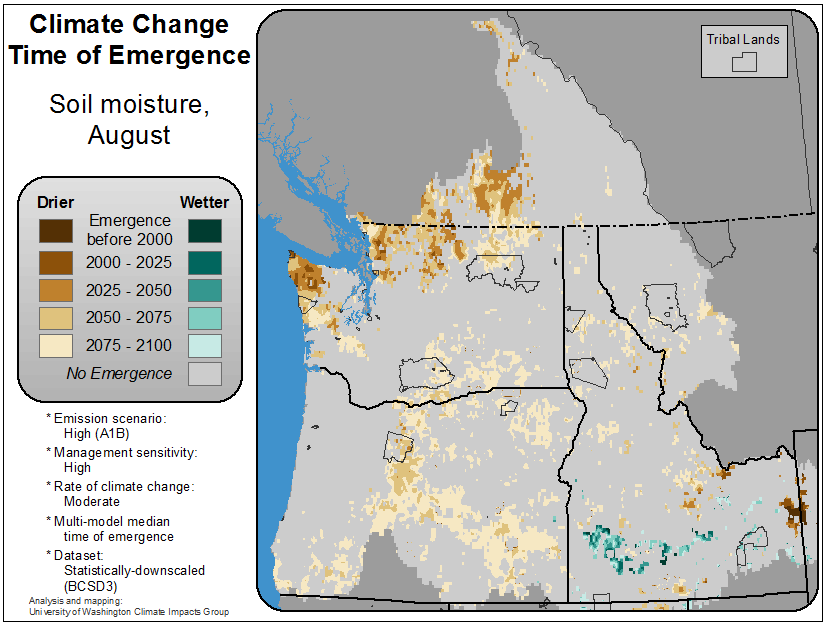 Climate Change
Time of Emergence
Soil moisture,
August
Drier
Wetter
Emergence
before 2000
2000 - 2025
2025 - 2050
2050 - 2075
2075 - 2100
No Emergence
* Emission scenario:
High (A1B)
* Management sensitivity:
High
* Rate of climate change:
Moderate
* Multi-model median
time of emergence
* Dataset:
Statistically-downscaled
(BCSD3)
Analysis and mapping:
University of Washington Climate Impacts Group
Tribal Lands